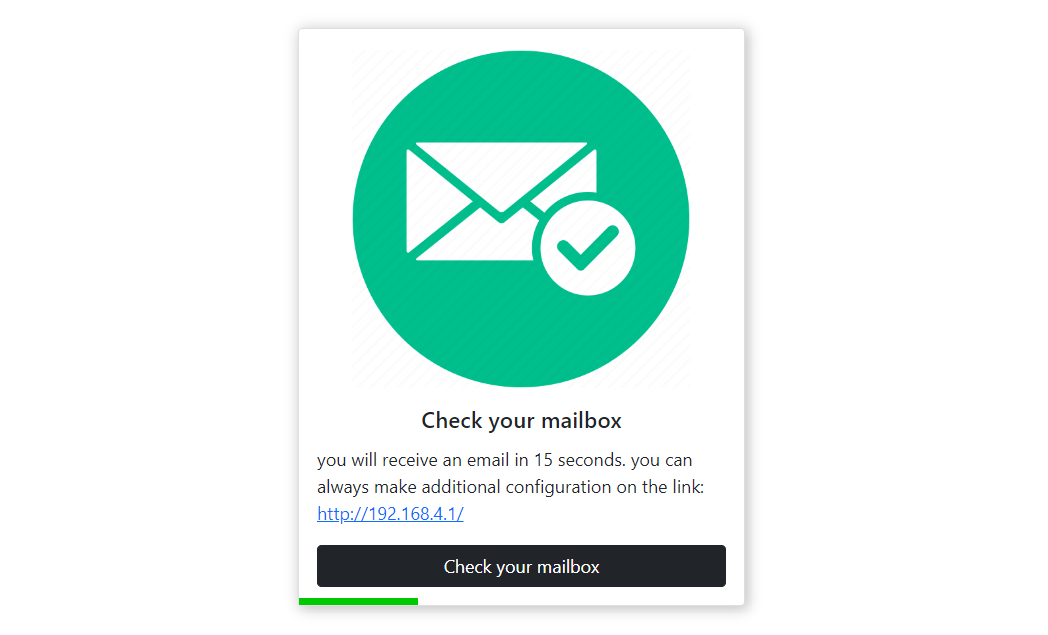 Check your mailbox
you will receive an email in 15 seconds. you can
always make additional configuration on the link:
http://192.168.4.1/
Check your mailbox